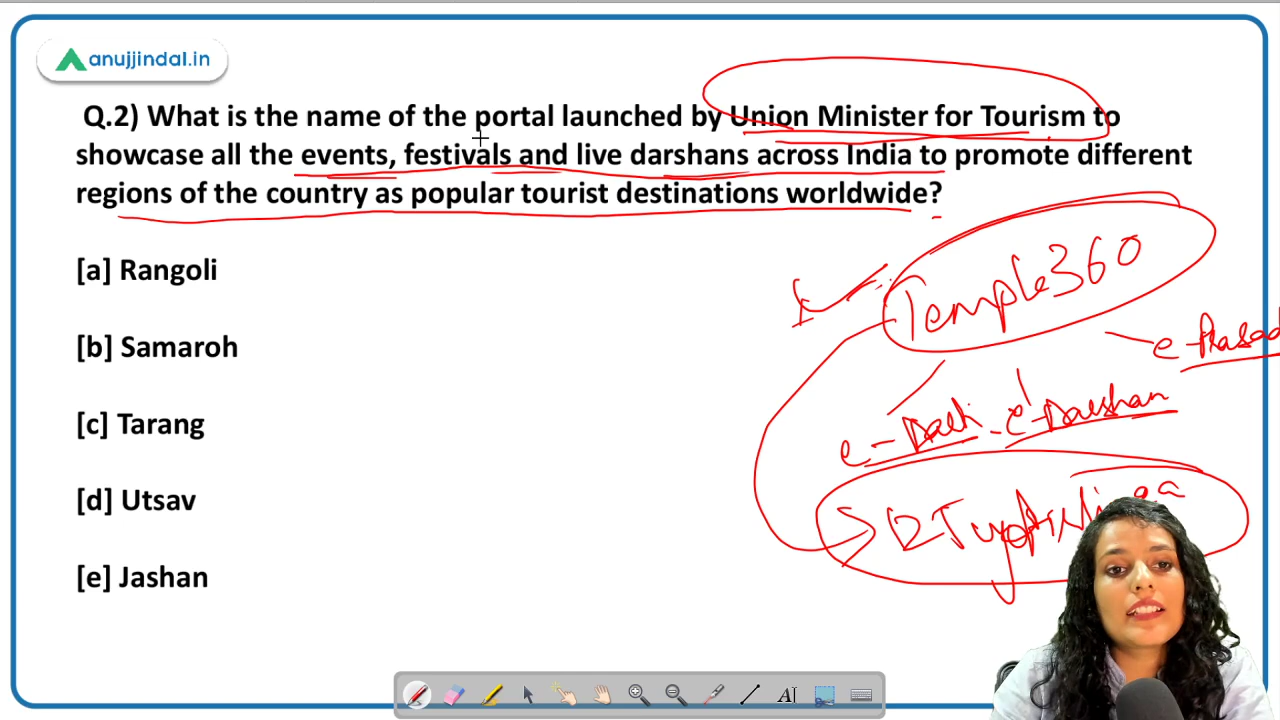 anujjindal.in
Q.2) What is the name of the portal launched by Union Minister for Tourism to
showcase all the events, festivals and live darshans across India to promote different
regions of the country as popular tourist destinations worldwide?
[a] Rangoli
[b] Samaroh
[c] Tarang
[d] Utsav
[e] Jashan
Temple360
e-Prasad
e-Darshan
12
A